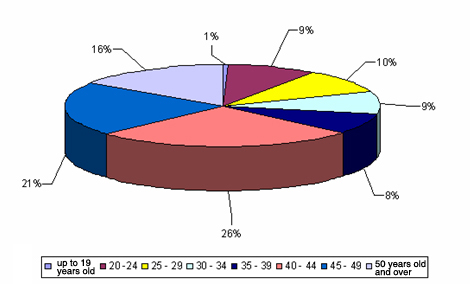 1%
9%
16%
10%
9%
8%
21%
26%
up to 19 years old
20 - 24
25 - 29
30 - 34
35 - 39
40 - 44
45 - 49
50 years old and over